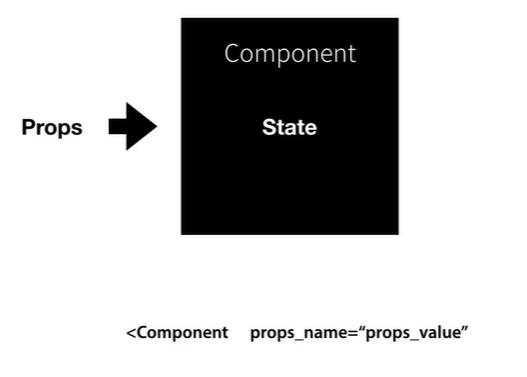 Component
Props
State
<Component props_name=“props_value”